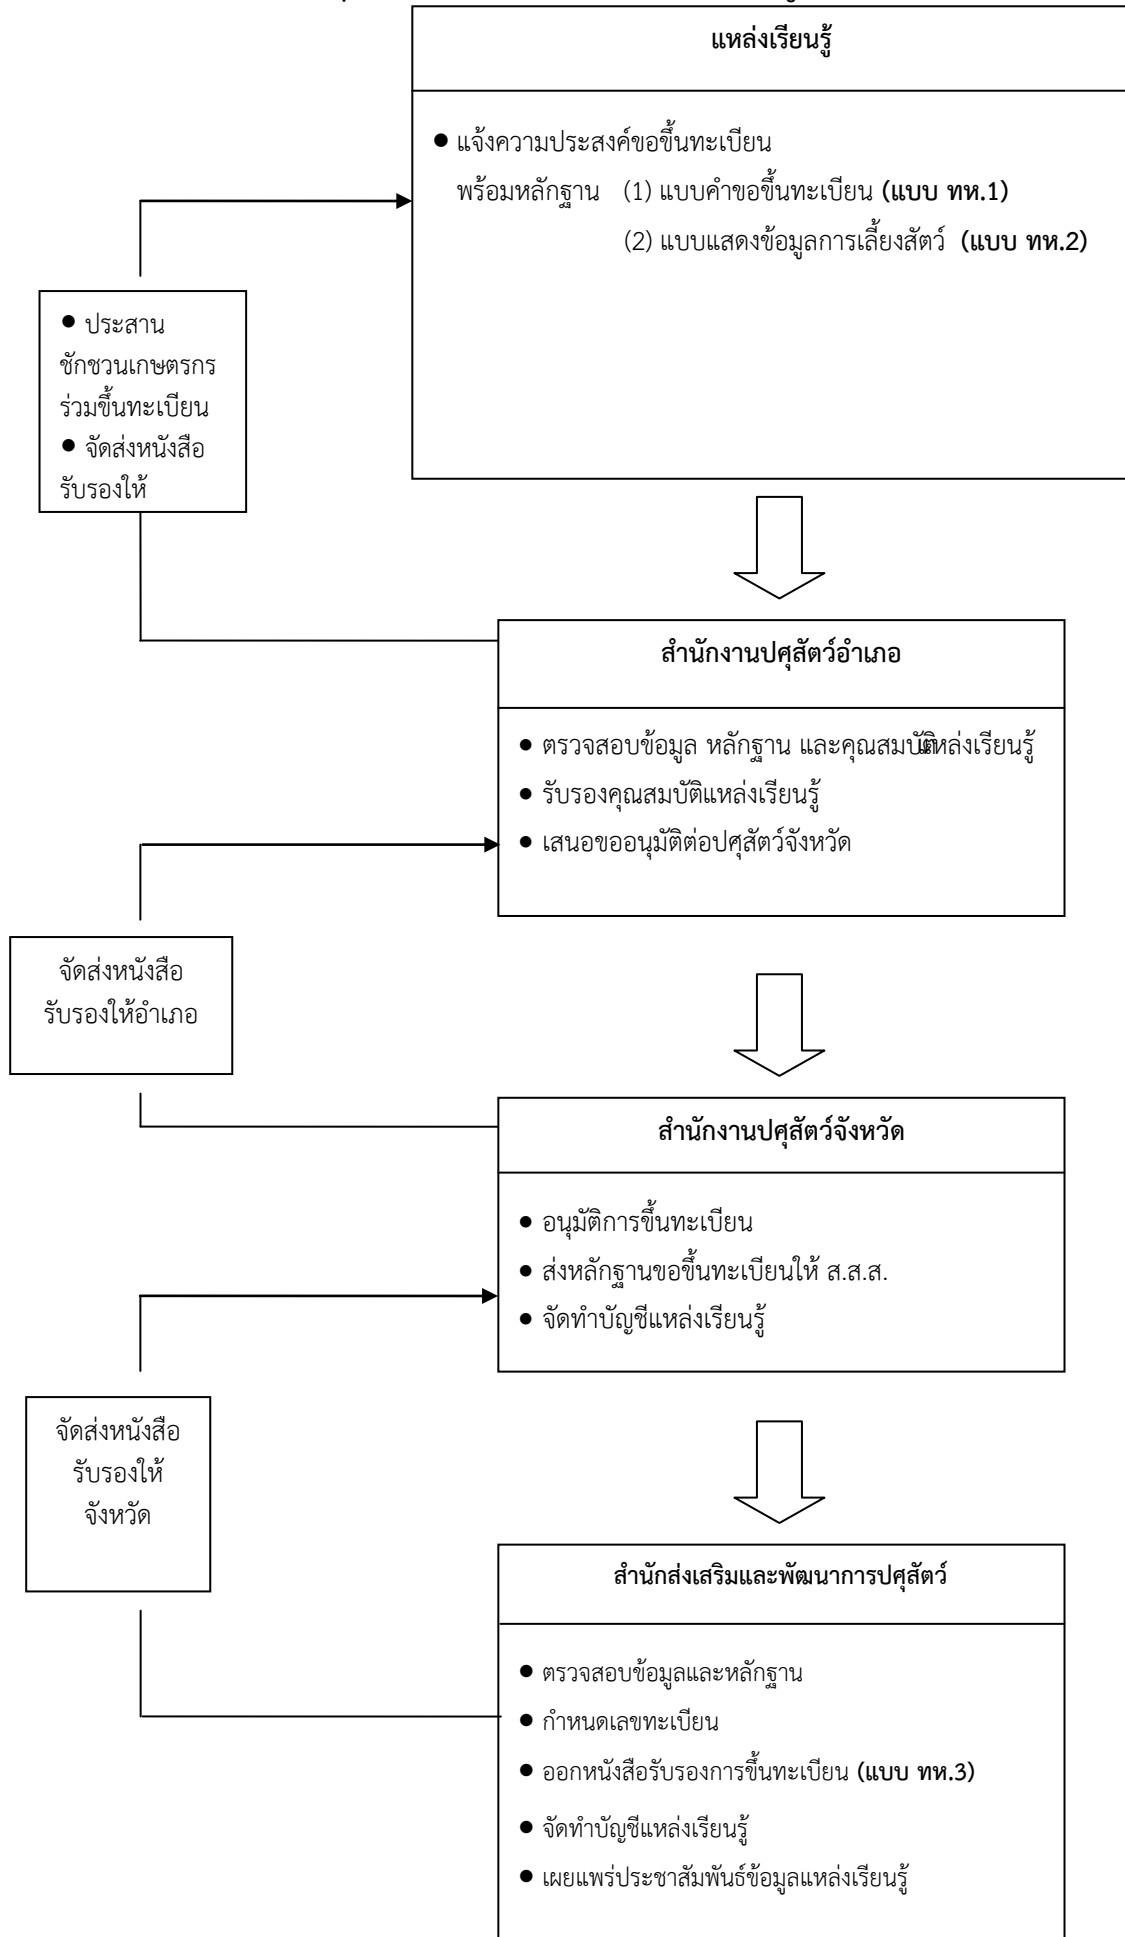 แหล่งเรียนรู้
● แจ้งความประสงค์ขอขึ้นทะเบียน
พร้อมหลักฐาน (1) แบบคำขอขึ้นทะเบียน (แบบ ทห.1)
(2) แบบแสดงข้อมูลการเลี้ยงสัตว์ (แบบ ทห.2)
● ประสาน
ชักชวนเกษตรกร
ร่วมขึ้นทะเบียน
● จัดส่งหนังสือ
รับรองให้
สำนักงานปศุสัตว์อำเภอ
● ตรวจสอบข้อมูล หลักฐาน และคุณสมบัติแหล่งเรียนรู้
● รับรองคุณสมบัติแหล่งเรียนรู้
● เสนอขออนุมัติต่อปศุสัตว์จังหวัด
จัดส่งหนังสือ
รับรองให้อำเภอ
สำนักงานปศุสัตว์จังหวัด
● อนุมัติการขึ้นทะเบียน
● ส่งหลักฐานขอขึ้นทะเบียนให้ ส.ส.ส.
● จัดทำบัญชีแหล่งเรียนรู้
จัดส่งหนังสือ
รับรองให้
จังหวัด
สำนักส่งเสริมและพัฒนาการปศุสัตว์
● ตรวจสอบข้อมูลและหลักฐาน
● กำหนดเลขทะเบียน
● ออกหนังสือรับรองการขึ้นทะเบียน (แบบ ทห.3)
● จัดทำบัญชีแหล่งเรียนรู้
● เผยแพร่ประชาสัมพันธ์ข้อมูลแหล่งเรียนรู้